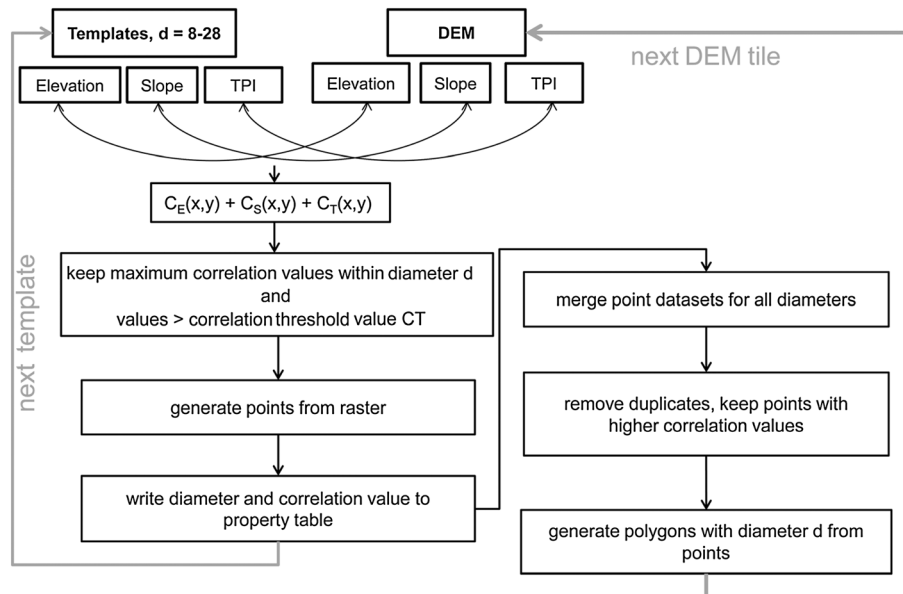 Templates, d = 8-28
DEM
next DEM tile
Elevation
Slope
TPI
Elevation
Slope
TPI
C_E(x,y) + C_S(x,y) + C_T(x,y)
keep maximum correlation values within diameter d
and
values > correlation threshold value CT
generate points from raster
write diameter and correlation value to
property table
next template
merge point datasets for all diameters
remove duplicates, keep points with
higher correlation values
generate polygons with diameter d from
points